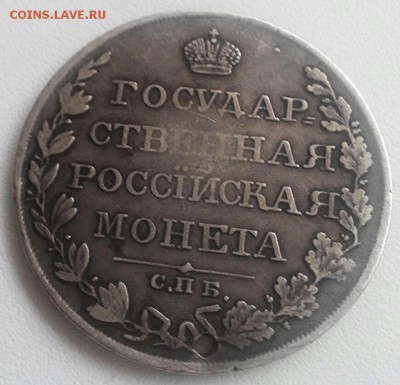 COINS.LAVE.RU
ГОСУДАР=
СТВЕННАЯ
РОССІЙСКАЯ
МОНЕТА
С.П Б.